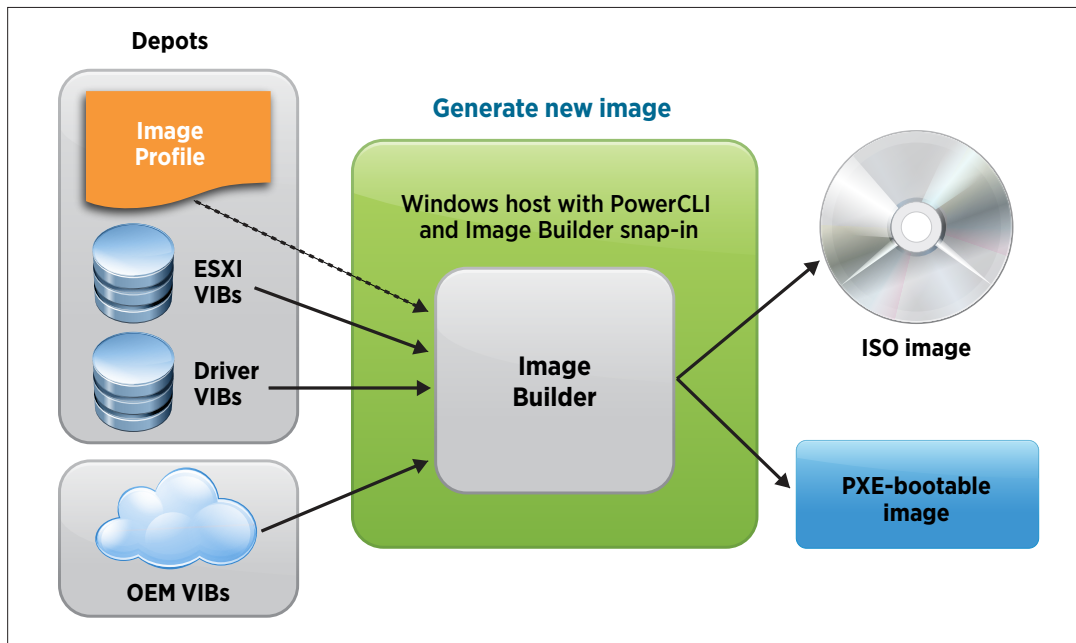 Depots
Image
Profile
ESXI
VIBs
Driver
VIBs
OEM VIBs
Generate new image
Windows host with PowerCLI
and Image Builder snap-in
Image
Builder
ISO image
PXE-bootable
image